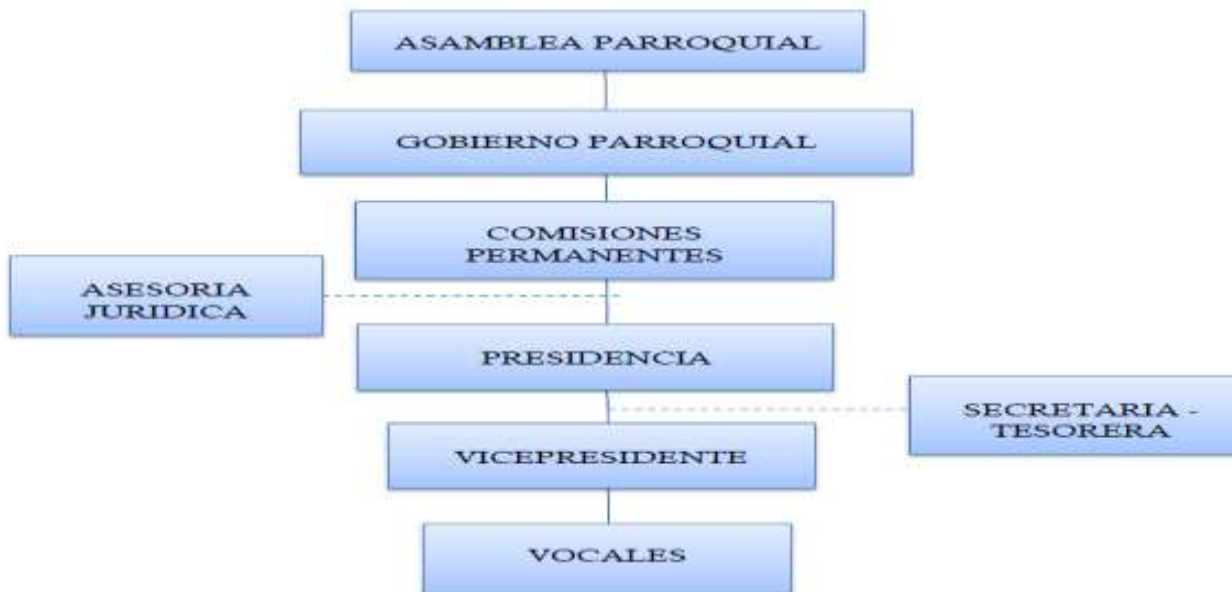 ASAMBLEA PARROQUIAL
GOBIERNO PARROQUIAL
COMISIONES
PERMANENTES
ASESORIA
JURIDICA
PRESIDENCIA
SECRETARIA -
TESORERA
VICEPRESIDENTE
VOCALES